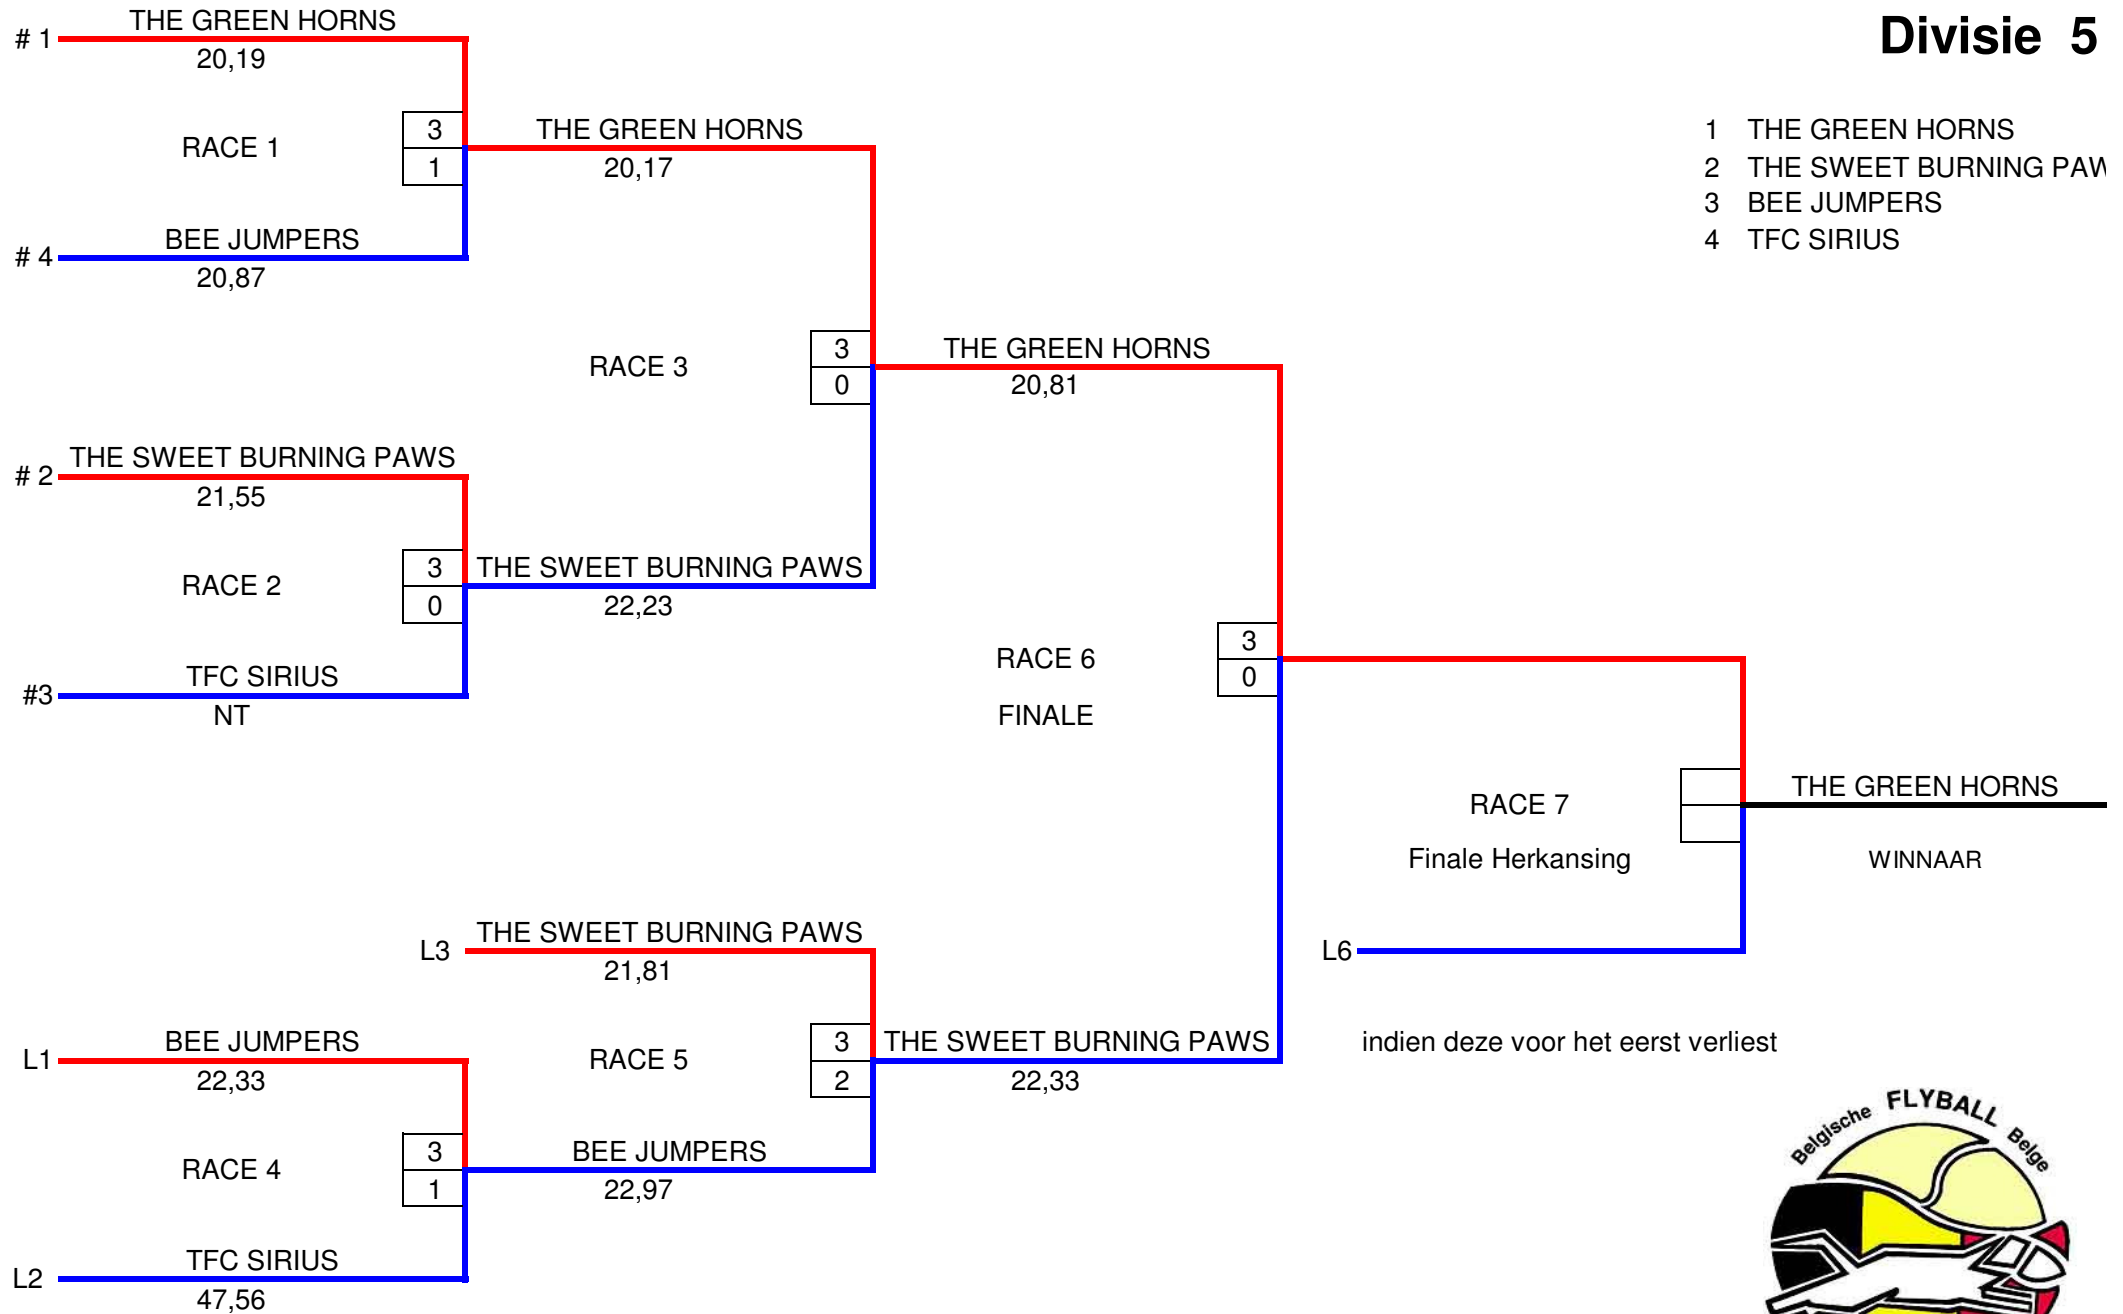 Divisie 5
1 THE GREEN HORNS
2 THE SWEET BURNING PAW
3 BEE JUMPERS
4 TFC SIRIUS
# 1
THE GREEN HORNS
20,19
RACE 1
3
1
# 4
BEE JUMPERS
20,87
THE GREEN HORNS
20,17
RACE 3
3
0
# 2
THE SWEET BURNING PAWS
21,55
RACE 2
3
0
#3
TFC SIRIUS
NT
THE SWEET BURNING PAWS
22,23
THE GREEN HORNS
20,81
RACE 6
FINALE
3
0
RACE 7
Finale Herkansing
THE GREEN HORNS
WINNAAR
L6
indien deze voor het eerst verliest
L3
THE SWEET BURNING PAWS
21,81
RACE 5
3
2
THE SWEET BURNING PAWS
22,33
L1
BEE JUMPERS
22,33
RACE 4
3
1
BEE JUMPERS
22,97
L2
TFC SIRIUS
47,56
Belgische FLYBALL Belge